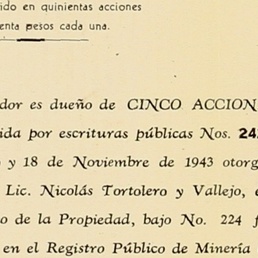 ido en quinientas acciones
enta pesos cada una.
dor es dueño de CINCO ACCION
ida por escrituras públicas Nos. 24
y 18 de Noviembre de 1943 otorg
Lic. Nicolás Tortolero y Vallejo, e
o de la Propiedad, bajo No. 224 f
en el Registro Público de Minería